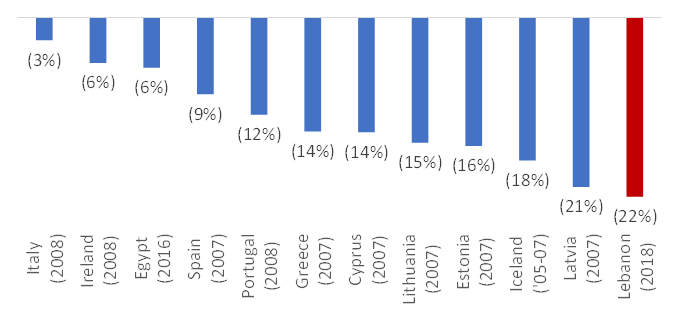 (3%)
(6%)
(6%)
(9%)
(12%)
(14%)
(14%)
(15%)
(16%)
(18%)
(21%)
(22%)
Italy
(2008)
Ireland
(2008)
Egypt
(2016)
Spain
(2007)
Portugal
(2008)
Greece
(2007)
Cyprus
(2007)
Lithuania
(2007)
Estonia
(2007)
Iceland
('05-07)
Latvia
(2007)
Lebanon
(2018)